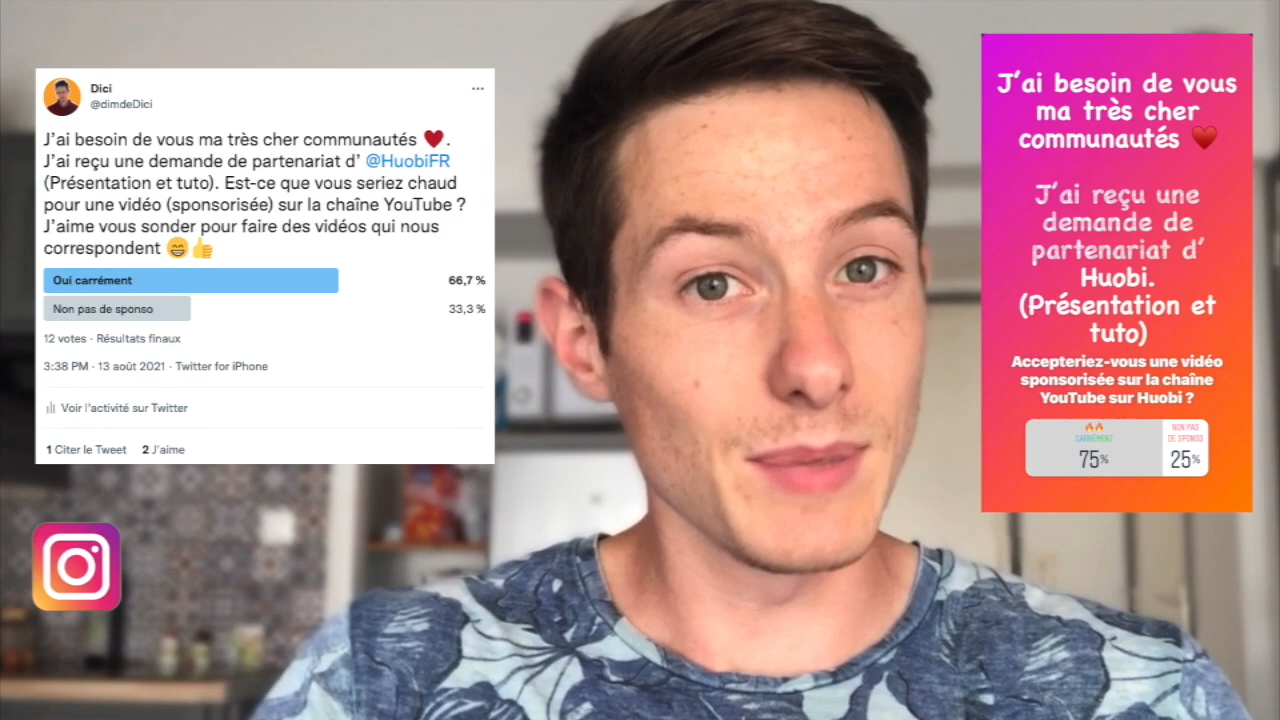 Dici
@dimdeDici
J'ai besoin de vous ma très cher communautés ♥️.
J'ai reçu une demande de partenariat d' @HuobiFR
(Présentation et tuto). Est-ce que vous seriez chaud
pour une vidéo (sponsorisée) sur la chaîne YouTube ?
J'aime vous sonder pour faire des vidéos qui nous
correspondent 😄👍
Oui carrément 66,7 %
Non pas de sponso 33,3 %
12 votes · Résultats finaux
3:38 PM · 13 août 2021 · Twitter for iPhone
Voir l'activité sur Twitter
1 Citer le Tweet 2 J'aime
J'ai besoin de vous
ma très cher
communautés ♥️
J'ai reçu une
demande de
partenariat d'
Huobi.
(Présentation et
tuto)
Accepteriez-vous une vidéo
sponsorisée sur la chaîne
YouTube sur Huobi ?
🔥🔥
CARRÉMENT
75%
NON PAS
DE SPONSO
25%